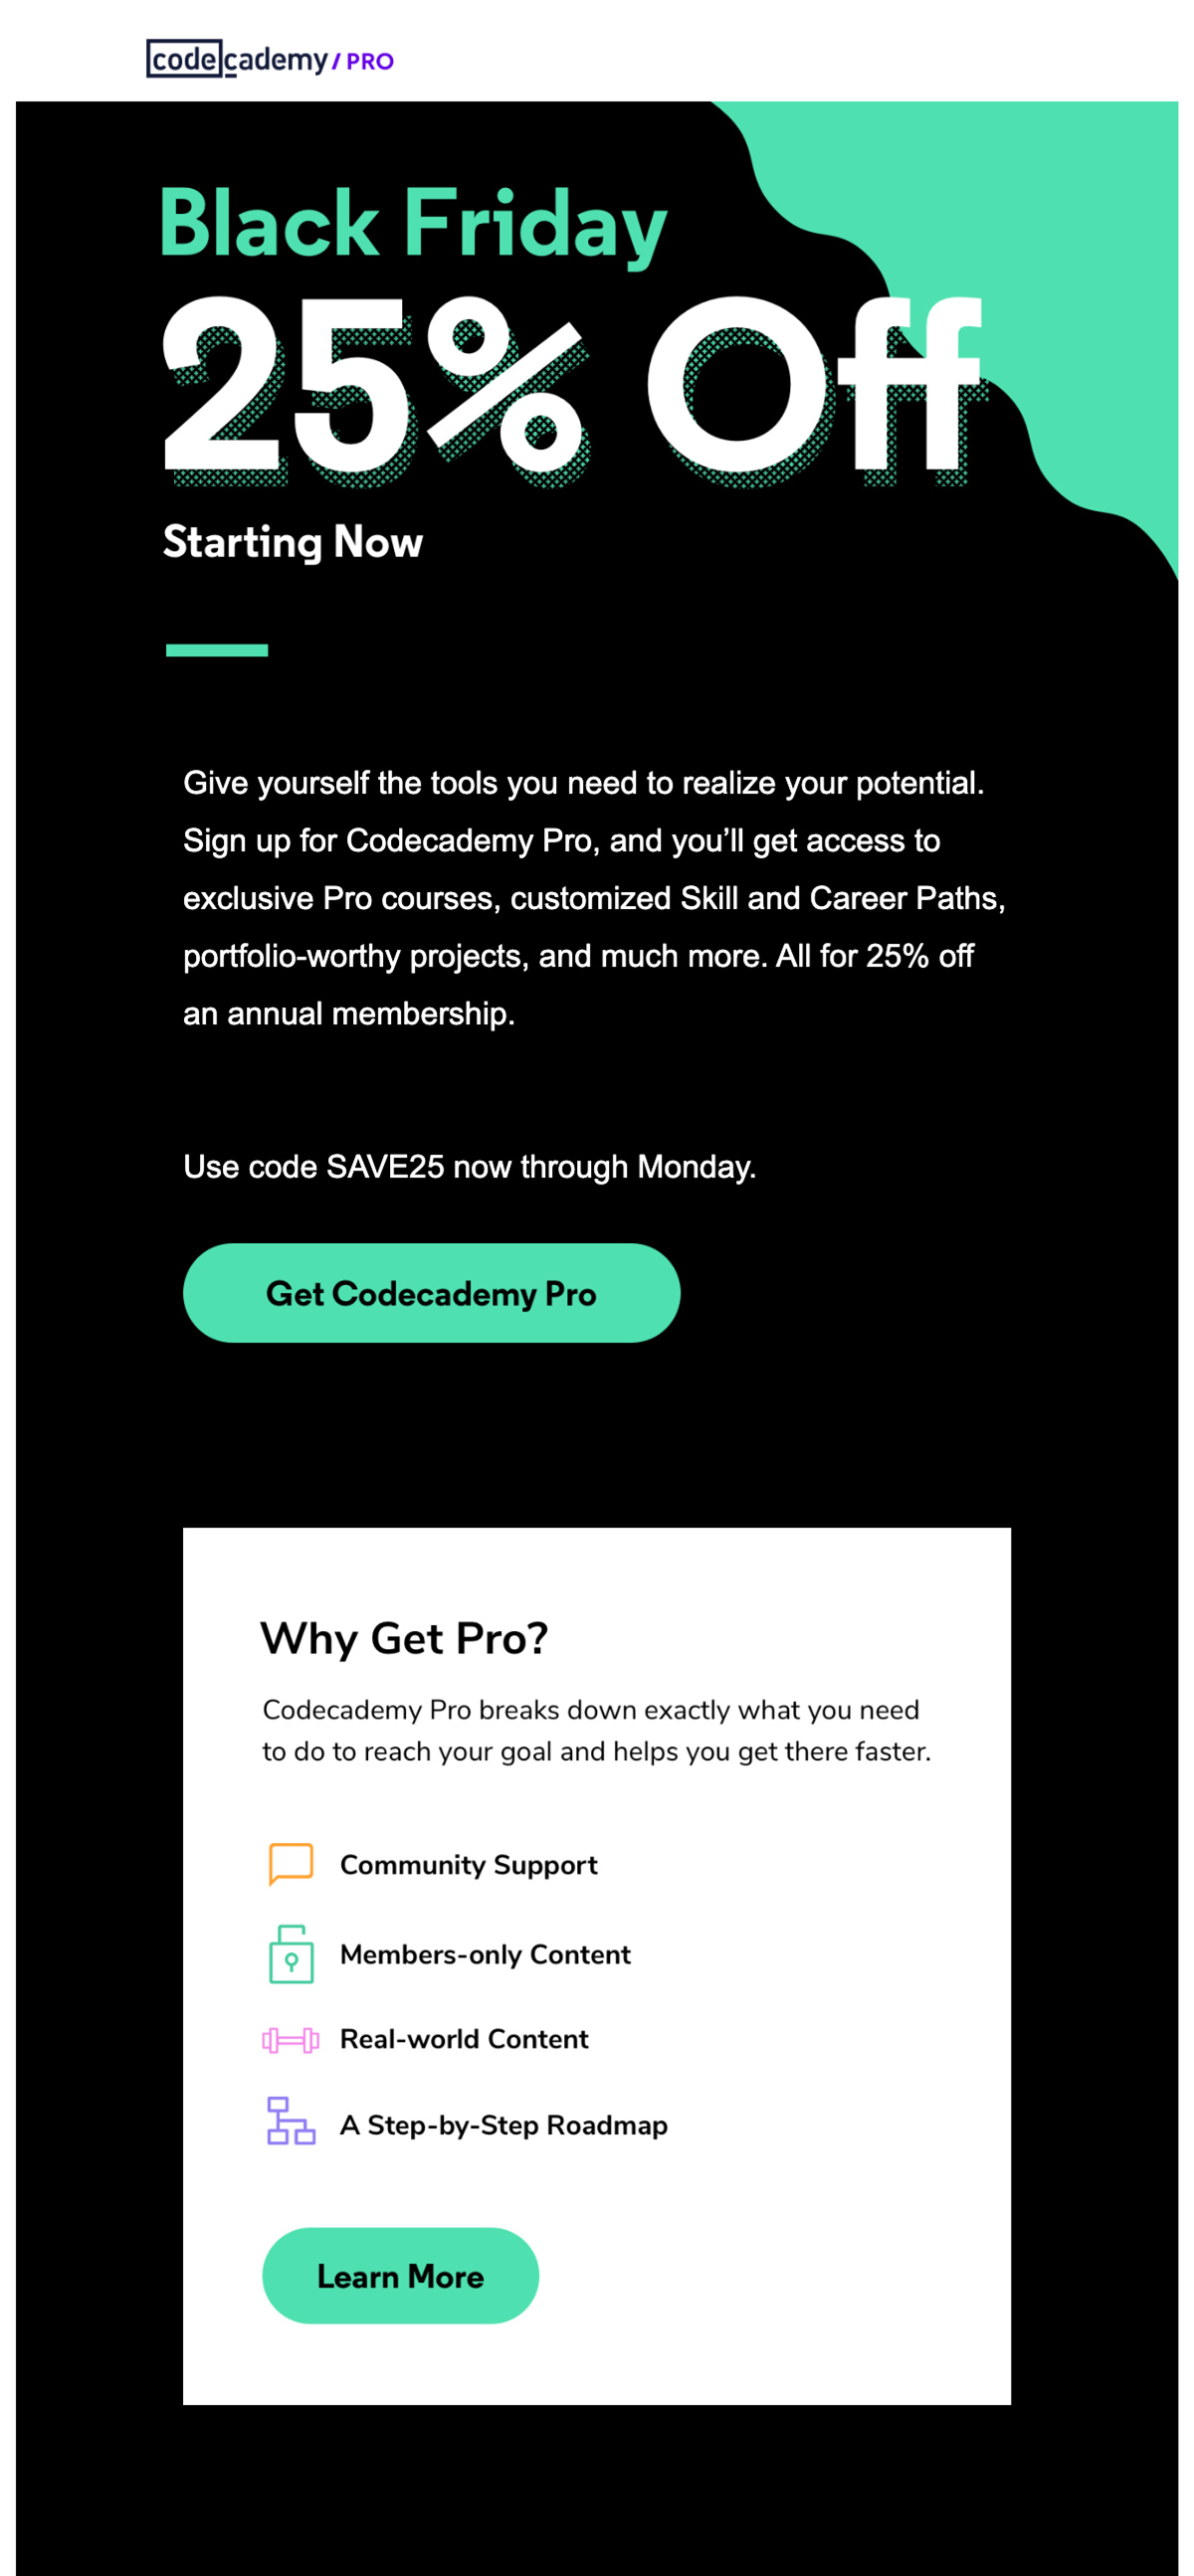 codecademy / PRO
Black Friday
25% Off
Starting Now
Give yourself the tools you need to realize your potential.
Sign up for Codecademy Pro, and you’ll get access to
exclusive Pro courses, customized Skill and Career Paths,
portfolio-worthy projects, and much more. All for 25% off
an annual membership.
Use code SAVE25 now through Monday.
Get Codecademy Pro
Why Get Pro?
Codecademy Pro breaks down exactly what you need
to do to reach your goal and helps you get there faster.
Community Support
Members-only Content
Real-world Content
A Step-by-Step Roadmap
Learn More